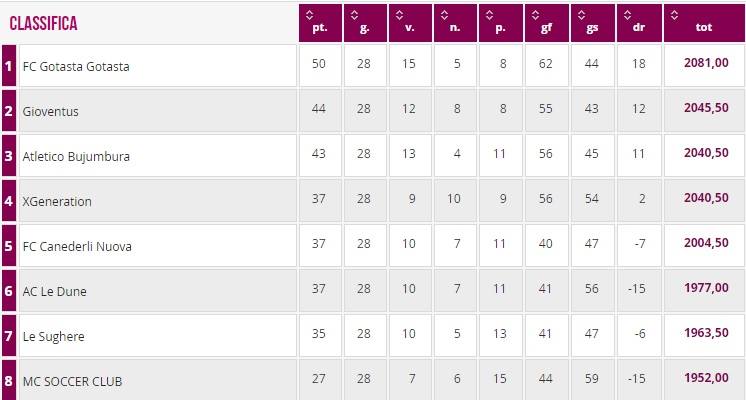 CLASSIFICA pt. g. v. n. p. gf gs dr tot
1 FC Gotasta Gotasta 50 28 15 5 8 62 44 18 2081,00
2 Gioventus 44 28 12 8 8 55 43 12 2045,50
3 Atletico Bujumbura 43 28 13 4 11 56 45 11 2040,50
4 XGeneration 37 28 9 10 9 56 54 2 2040,50
5 FC Canederli Nuova 37 28 10 7 11 40 47 -7 2004,50
6 AC Le Dune 37 28 10 7 11 41 56 -15 1977,00
7 Le Sughere 35 28 10 5 13 41 47 -6 1963,50
8 MC SOCCER CLUB 27 28 7 6 15 44 59 -15 1952,00